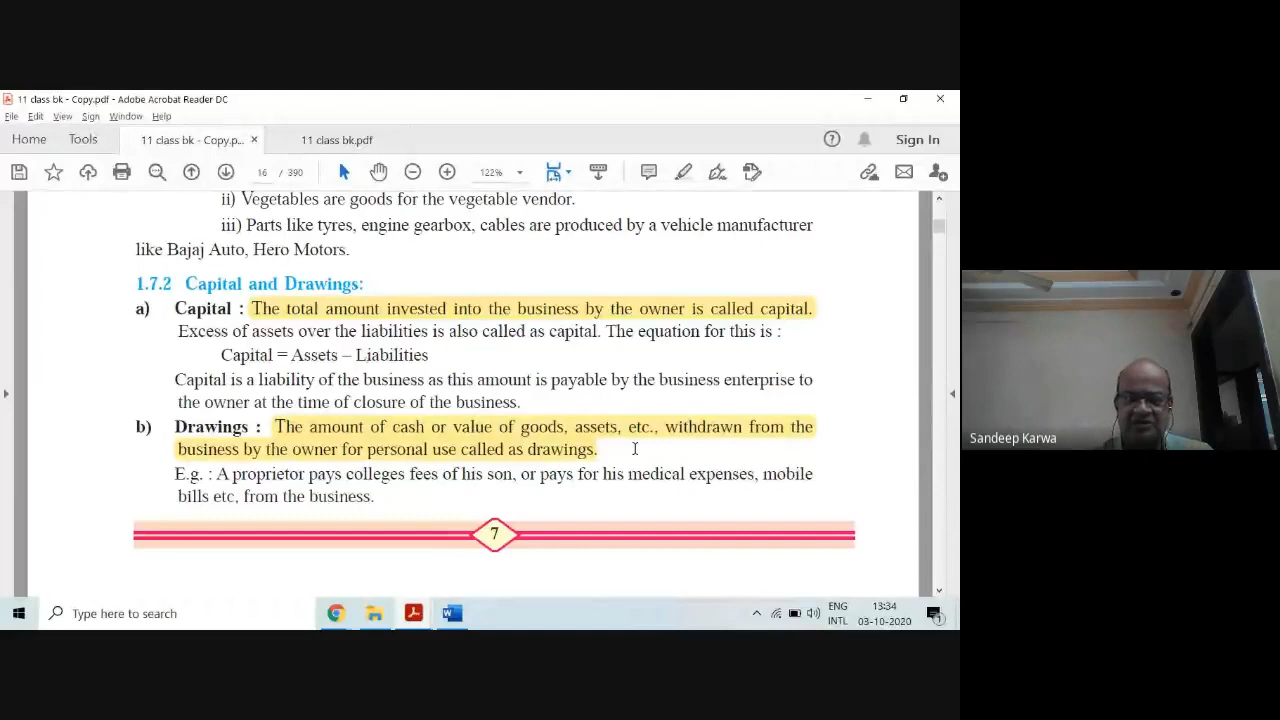 11 class bk - Copy.pdf - Adobe Acrobat Reader DC
File Edit View Sign Window Help
Home Tools 11 class bk - Copy.p... × 11 class bk.pdf Sign In
16 / 390 122%
ii) Vegetables are goods for the vegetable vendor.
iii) Parts like tyres, engine gearbox, cables are produced by a vehicle manufacturer
like Bajaj Auto, Hero Motors.
1.7.2 Capital and Drawings:
a) Capital : The total amount invested into the business by the owner is called capital.
Excess of assets over the liabilities is also called as capital. The equation for this is :
Capital = Assets – Liabilities
Capital is a liability of the business as this amount is payable by the business enterprise to
the owner at the time of closure of the business.
b) Drawings : The amount of cash or value of goods, assets, etc., withdrawn from the
business by the owner for personal use called as drawings.
E.g. : A proprietor pays colleges fees of his son, or pays for his medical expenses, mobile
bills etc, from the business.
7
Sandeep Karwa
Type here to search
ENG 13:34
INTL 03-10-2020